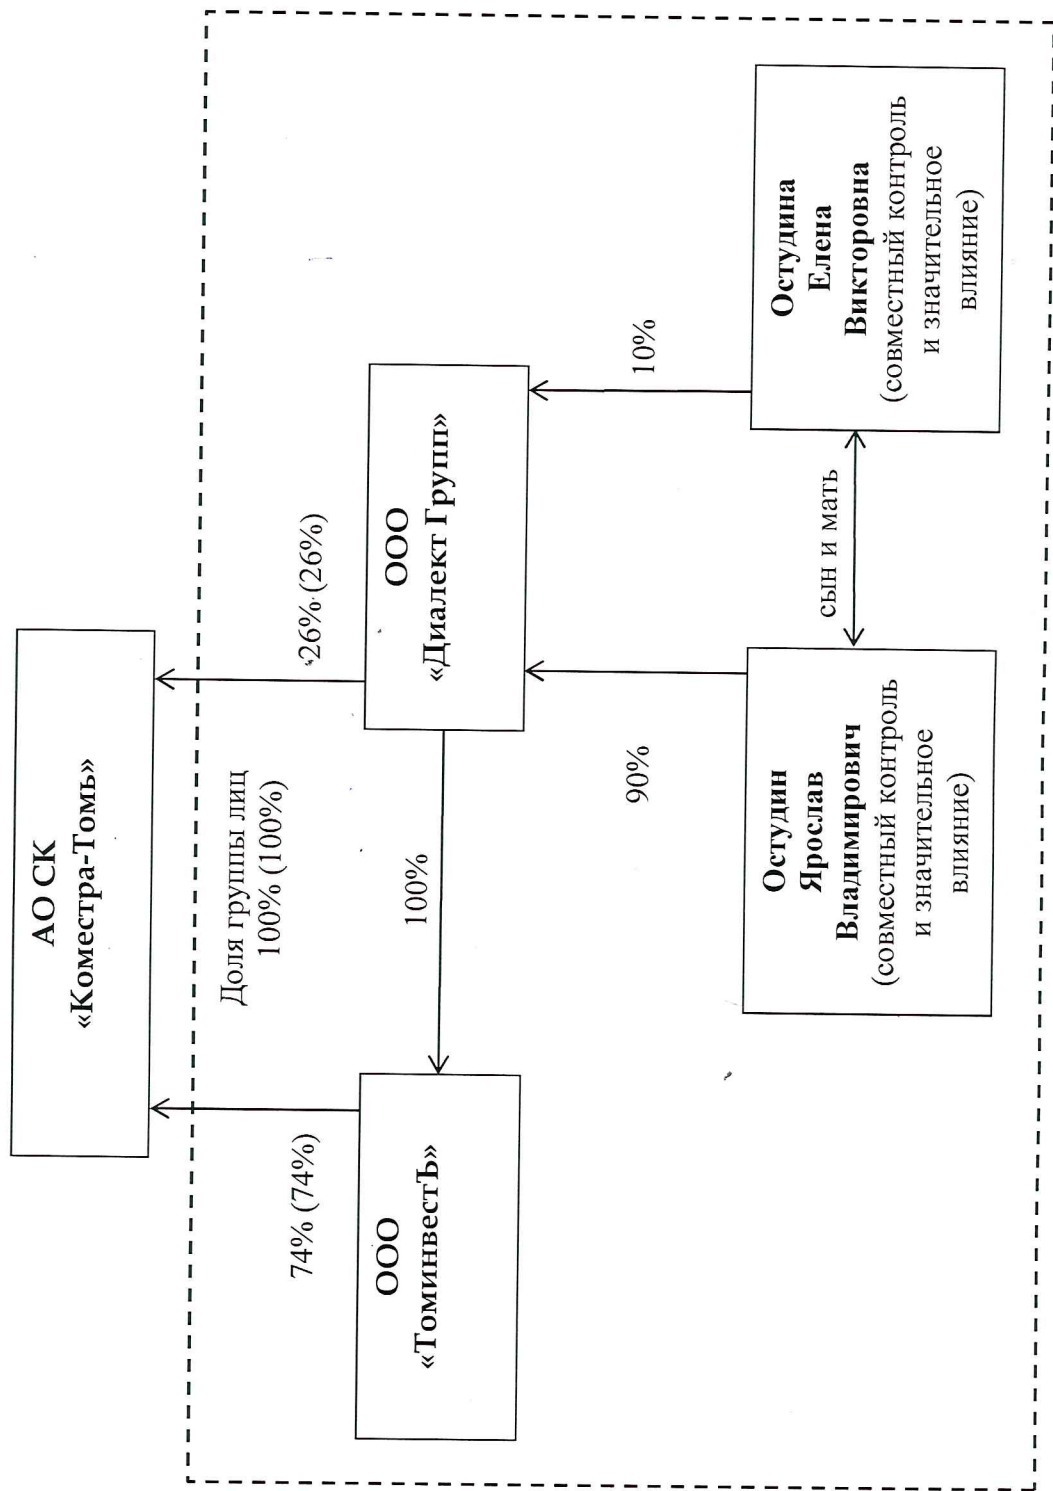 АО СК
«Коместра-Томь»
Доля группы лиц
100% (100%)
74% (74%)
26% (26%)
ООО
«ТоминвестЪ»
100%
ООО
«Диалект Групп»
90%
10%
Остудин
Ярослав
Владимирович
(совместный контроль
и значительное
влияние)
сын и мать
Остудина
Елена
Викторовна
(совместный контроль
и значительное
влияние)